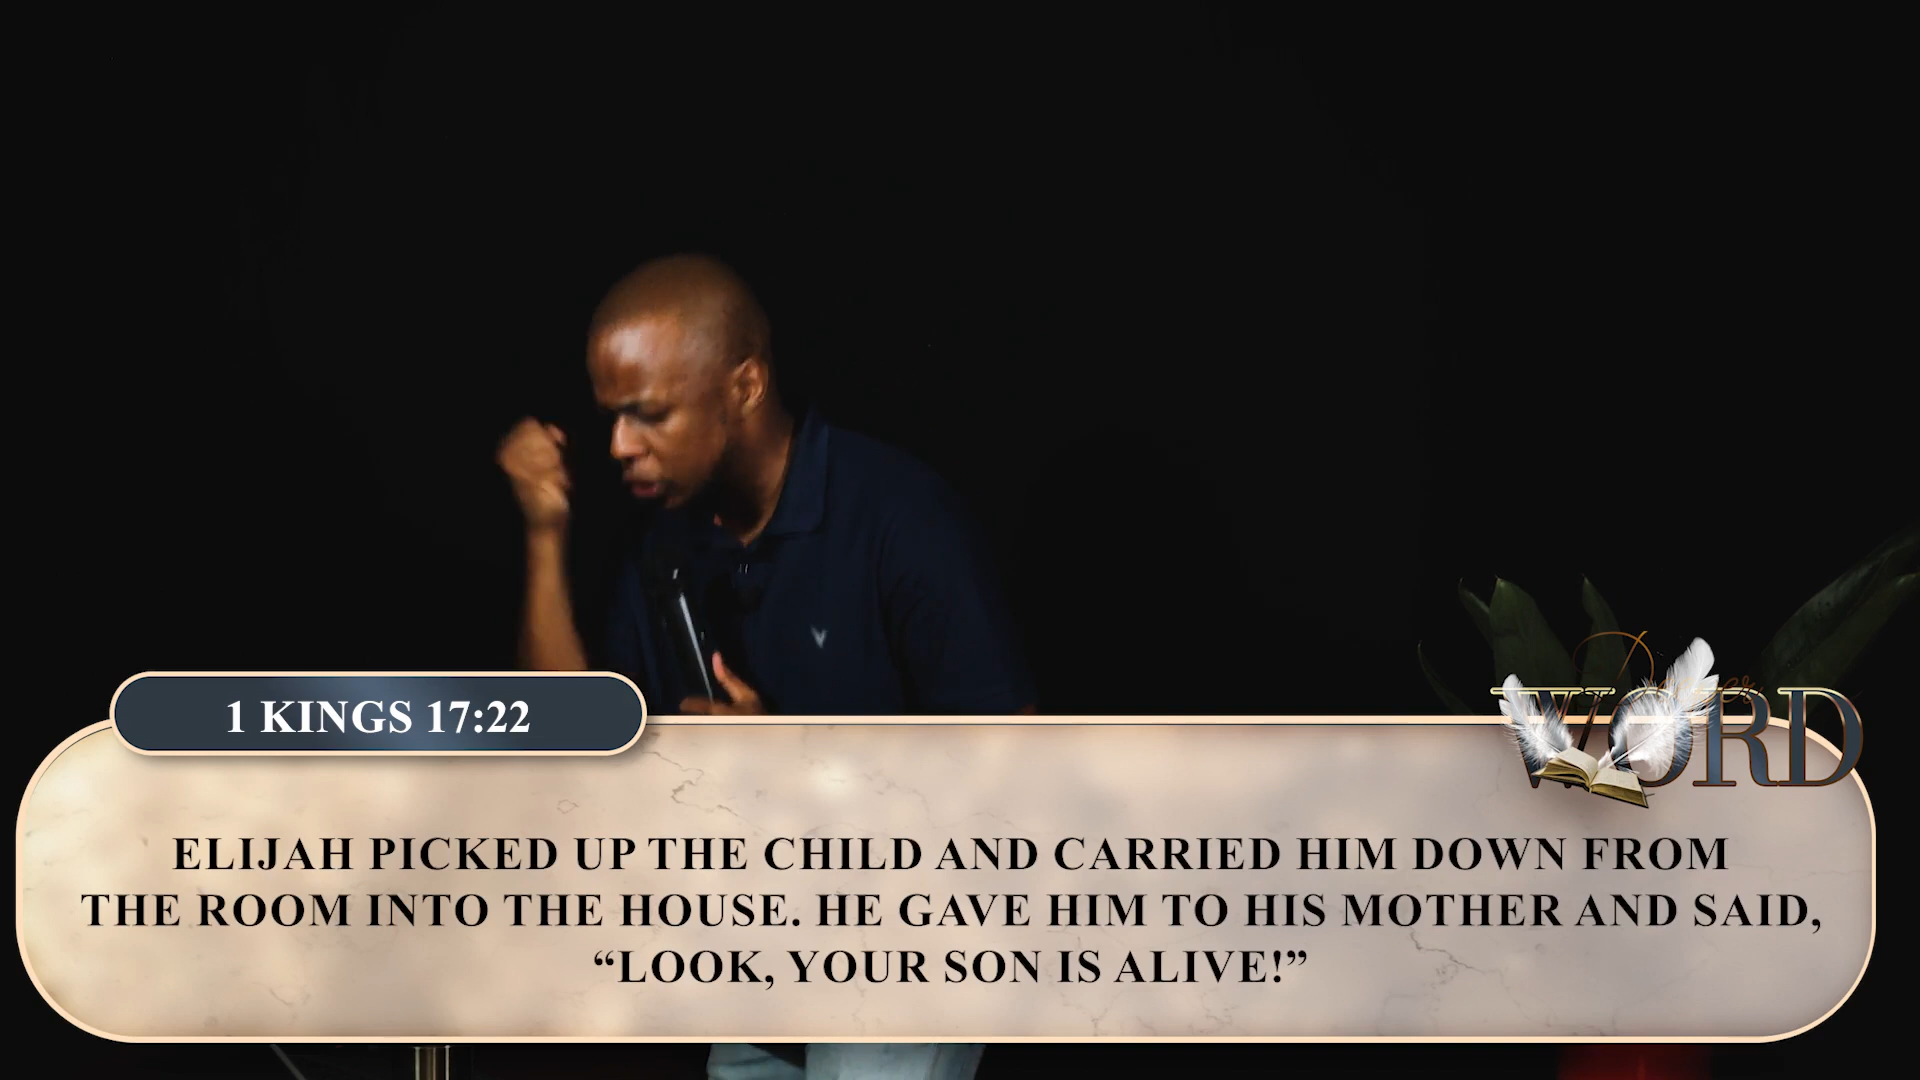 1 KINGS 17:22
WORD
ELIJAH PICKED UP THE CHILD AND CARRIED HIM DOWN FROM
THE ROOM INTO THE HOUSE. HE GAVE HIM TO HIS MOTHER AND SAID,
“LOOK, YOUR SON IS ALIVE!”